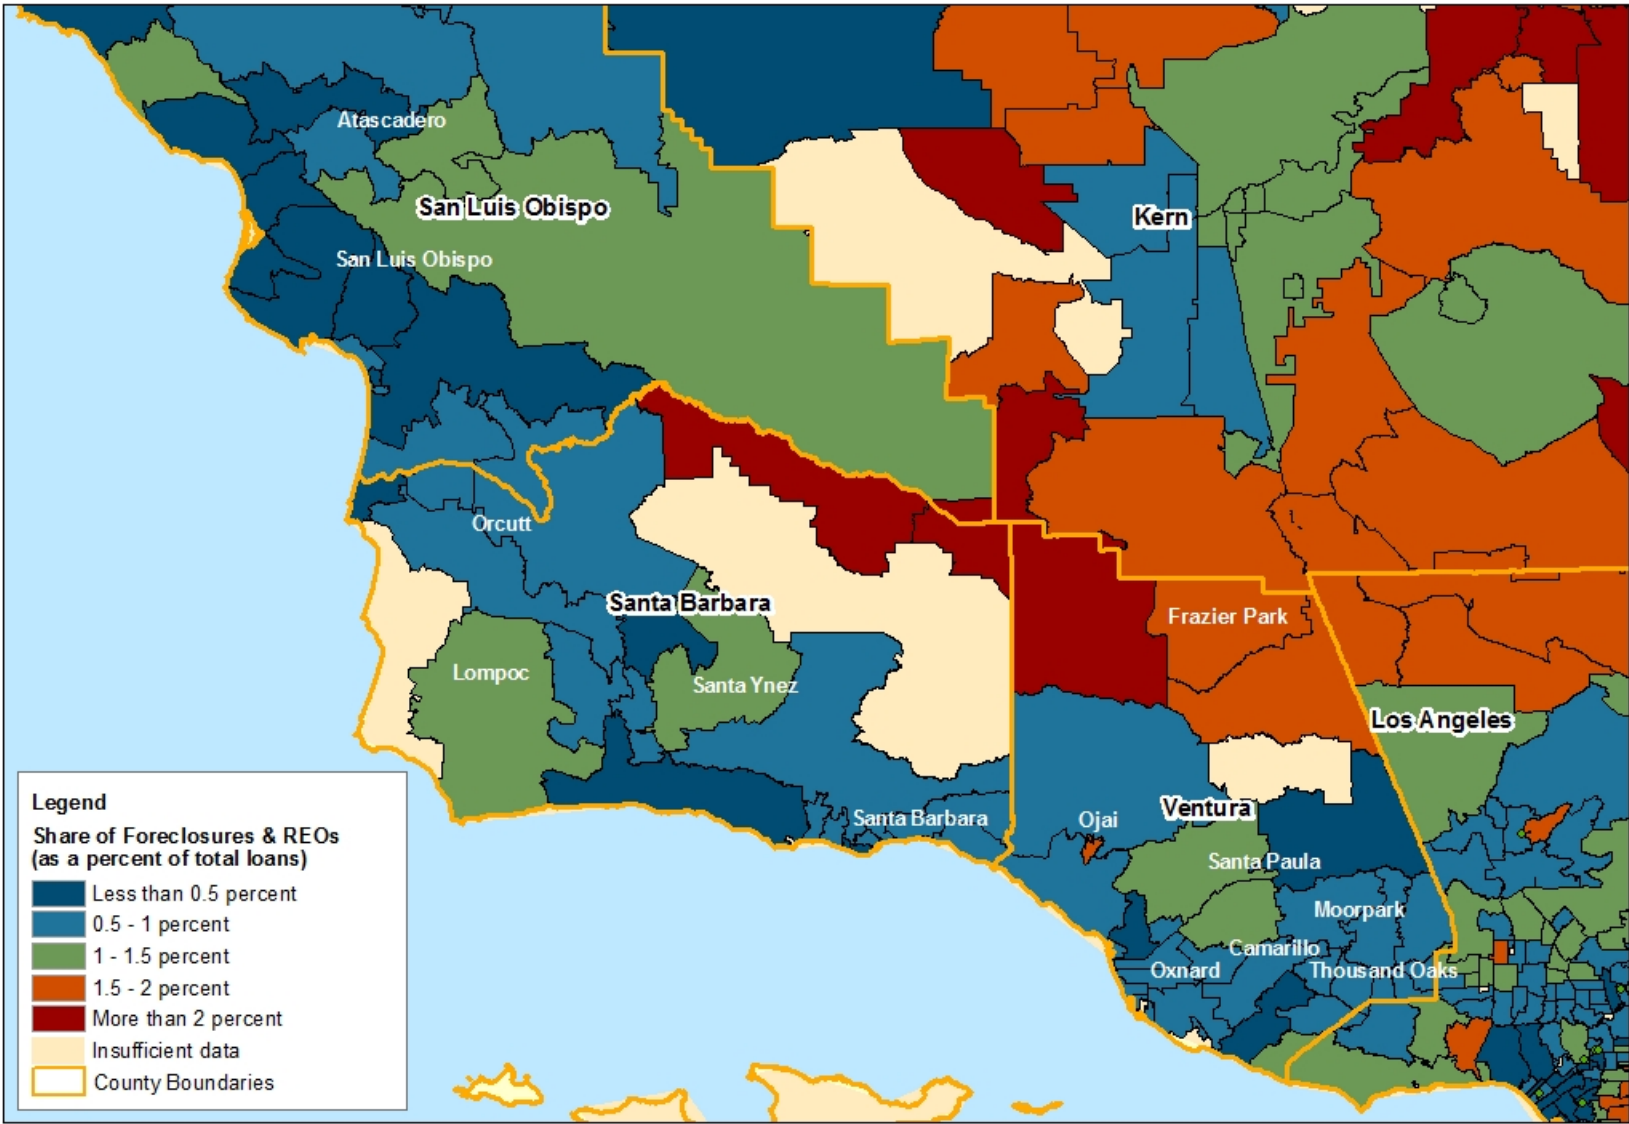 Atascadero
San Luis Obispo
Kern
San Luis Obispo
Orcutt
Santa Barbara
Frazier Park
Lompoc
Santa Ynez
Los Angeles
Ventura
Santa Barbara
Ojai
Santa Paula
Moorpark
Camarillo
Oxnard
Thousand Oaks
Legend
Share of Foreclosures & REOs
(as a percent of total loans)
Less than 0.5 percent
0.5 - 1 percent
1 - 1.5 percent
1.5 - 2 percent
More than 2 percent
Insufficient data
County Boundaries